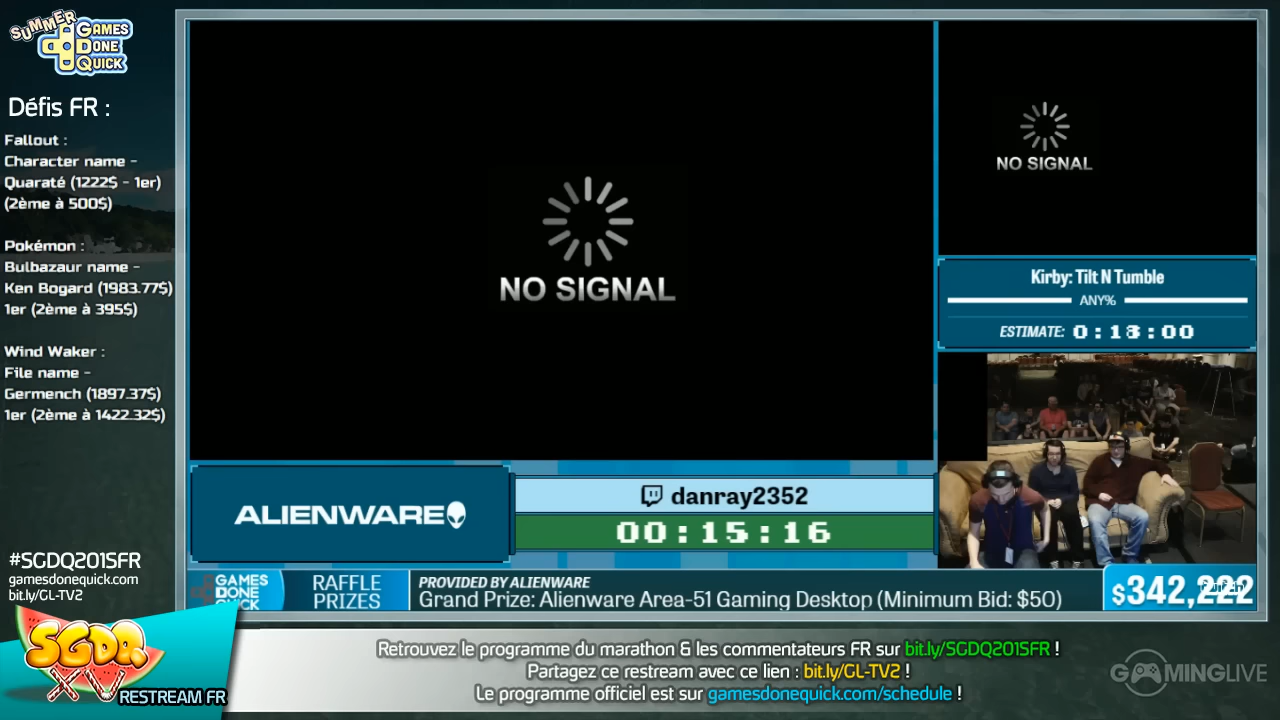 SUMMER
GAMES
DONE
QUICK
Défis FR :
Fallout :
Character name -
Quaraté (1222$ - 1er)
(2ème à 500$)
Pokémon :
Bulbazaur name -
Ken Bogard (1983.77$)
1er (2ème à 395$)
Wind Waker :
File name -
Germench (1897.37$)
1er (2ème à 1422.32$)
#SGDQ2015FR
gamesdonequick.com
bit.ly/GL-TV2
SGDQ
XV
RESTREAM FR
NO SIGNAL
NO SIGNAL
Kirby: Tilt N Tumble
ANY%
ESTIMATE: 0:18:00
ALIENWARE
danray2352
00:15:16
GAMES
DONE
QUICK
RAFFLE
PRIZES
PROVIDED BY ALIENWARE
Grand Prize: Alienware Area-51 Gaming Desktop (Minimum Bid: $50)
$342,222
Retrouvez le programme du marathon & les commentateurs FR sur bit.ly/SGDQ2015FR !
Partagez ce restream avec ce lien : bit.ly/GL-TV2 !
Le programme officiel est sur gamesdonequick.com/schedule !
GAMINGLIVE